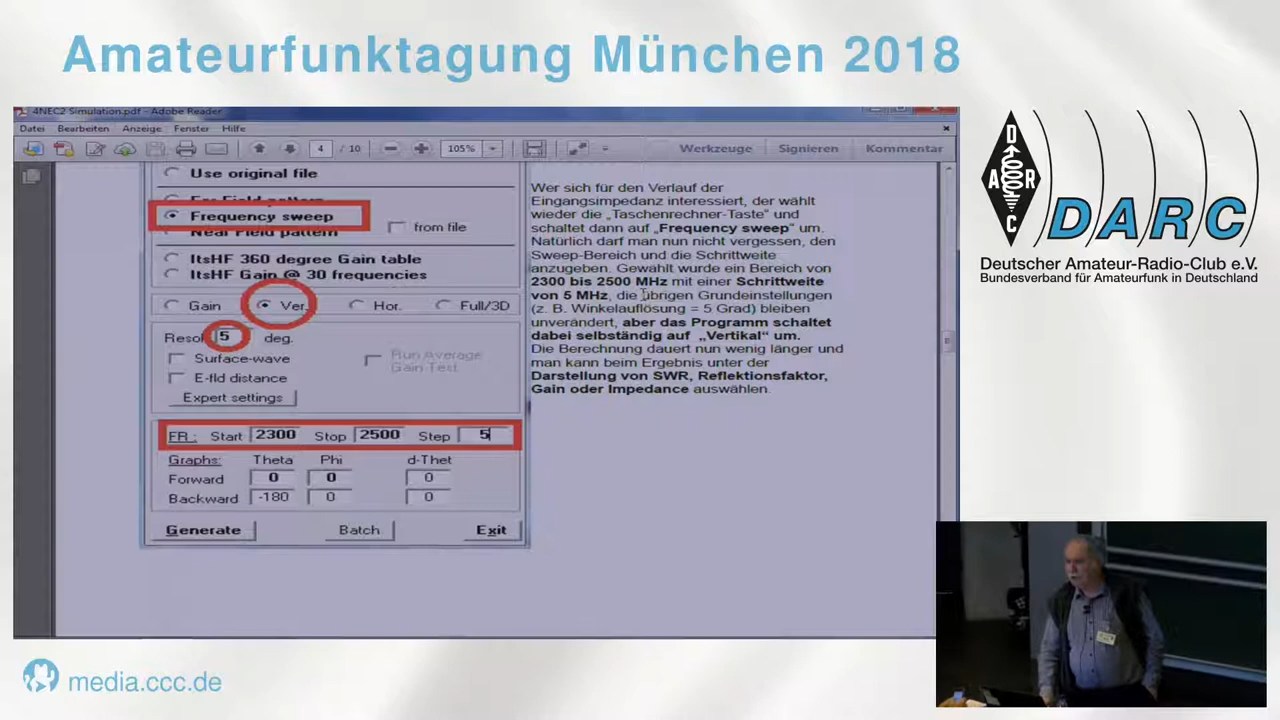 Amateurfunktagung München 2018
4NEC2 Simulation.pdf - Adobe Reader
Datei Bearbeiten Anzeige Fenster Hilfe
4 / 10 105% Werkzeuge Signieren Kommentar
Use original file
Frequency sweep
from file
Near Field pattern
ItsHF 360 degree Gain table
ItsHF Gain @ 30 frequencies
Gain Ver. Hor. Full/3D
Resol 5 deg.
Surface-wave
Run Average
Gain Test
E-fld distance
Expert settings
FR : Start 2300 Stop 2500 Step 5
Graphs: Theta Phi d-Thet
Forward 0 0 0
Backward -180 0 0
Generate Batch Exit
Wer sich für den Verlauf der
Eingangsimpedanz interessiert, der wählt
wieder die „Taschenrechner-Taste" und
schaltet dann auf „Frequency sweep" um.
Natürlich darf man nun nicht vergessen, den
Sweep-Bereich und die Schrittweite
anzugeben. Gewählt wurde ein Bereich von
2300 bis 2500 MHz mit einer Schrittweite
von 5 MHz, die übrigen Grundeinstellungen
(z. B. Winkelauflösung = 5 Grad) bleiben
unverändert, aber das Programm schaltet
dabei selbständig auf „Vertikal" um.
Die Berechnung dauert nun wenig länger und
man kann beim Ergebnis unter der
Darstellung von SWR, Reflektionsfaktor,
Gain oder Impedance auswählen.
D
A R
C
DARC
Deutscher Amateur-Radio-Club e.V.
Bundesverband für Amateurfunk in Deutschland
media.ccc.de